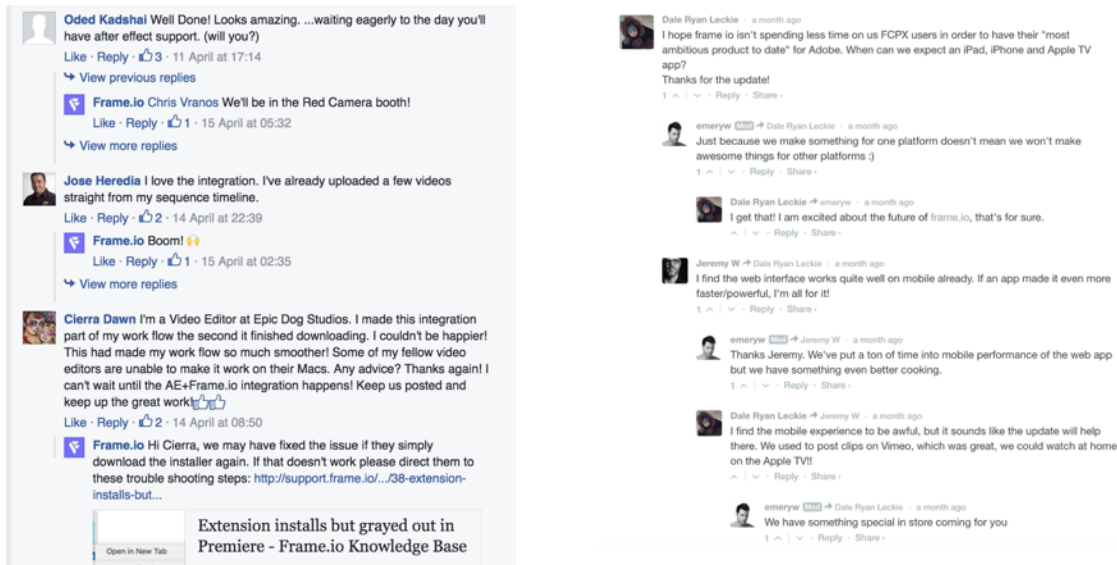 Oded Kadshai Well Done! Looks amazing. ...waiting eagerly to the day you'll
have after effect support. (will you?)
Like · Reply · 3 · 11 April at 17:14
View previous replies
Frame.io Chris Vranos We'll be in the Red Camera booth!
Like · Reply · 1 · 15 April at 05:32
View more replies
Jose Heredia I love the integration. I've already uploaded a few videos
straight from my sequence timeline.
Like · Reply · 2 · 14 April at 22:39
Frame.io Boom! 🙌
Like · Reply · 1 · 15 April at 02:35
View more replies
Cierra Dawn I'm a Video Editor at Epic Dog Studios. I made this integration
part of my work flow the second it finished downloading. I couldn't be happier!
This had made my work flow so much smoother! Some of my fellow video
editors are unable to make it work on their Macs. Any advice? Thanks again! I
can't wait until the AE+Frame.io integration happens! Keep us posted and
keep up the great work!👍👍
Like · Reply · 2 · 14 April at 08:50
Frame.io Hi Cierra, we may have fixed the issue if they simply
download the installer again. If that doesn't work please direct them to
these trouble shooting steps: http://support.frame.io/.../38-extension-
installs-but...
Open in New Tab
Extension installs but grayed out in
Premiere - Frame.io Knowledge Base
Dale Ryan Leckie · a month ago
I hope frame io isn't spending less time on us FCPX users in order to have their "most
ambitious product to date" for Adobe. When can we expect an iPad, iPhone and Apple TV
app?
Thanks for the update!
1 · Reply · Share ›
emeryw Mod → Dale Ryan Leckie · a month ago
Just because we make something for one platform doesn't mean we won't make
awesome things for other platforms :)
1 · Reply · Share ›
Dale Ryan Leckie → emeryw · a month ago
I get that! I am excited about the future of frame.io, that's for sure.
· Reply · Share ›
Jeremy W → Dale Ryan Leckie · a month ago
I find the web interface works quite well on mobile already. If an app made it even more
faster/powerful, I'm all for it!
1 · Reply · Share ›
emeryw Mod → Jeremy W · a month ago
Thanks Jeremy. We've put a ton of time into mobile performance of the web app
but we have something even better cooking.
1 · Reply · Share ›
Dale Ryan Leckie → Jeremy W · a month ago
I find the mobile experience to be awful, but it sounds like the update will help
there. We used to post clips on Vimeo, which was great, we could watch at home
on the Apple TV!!
· Reply · Share ›
emeryw Mod → Dale Ryan Leckie · a month ago
We have something special in store coming for you
1 · Reply · Share ›